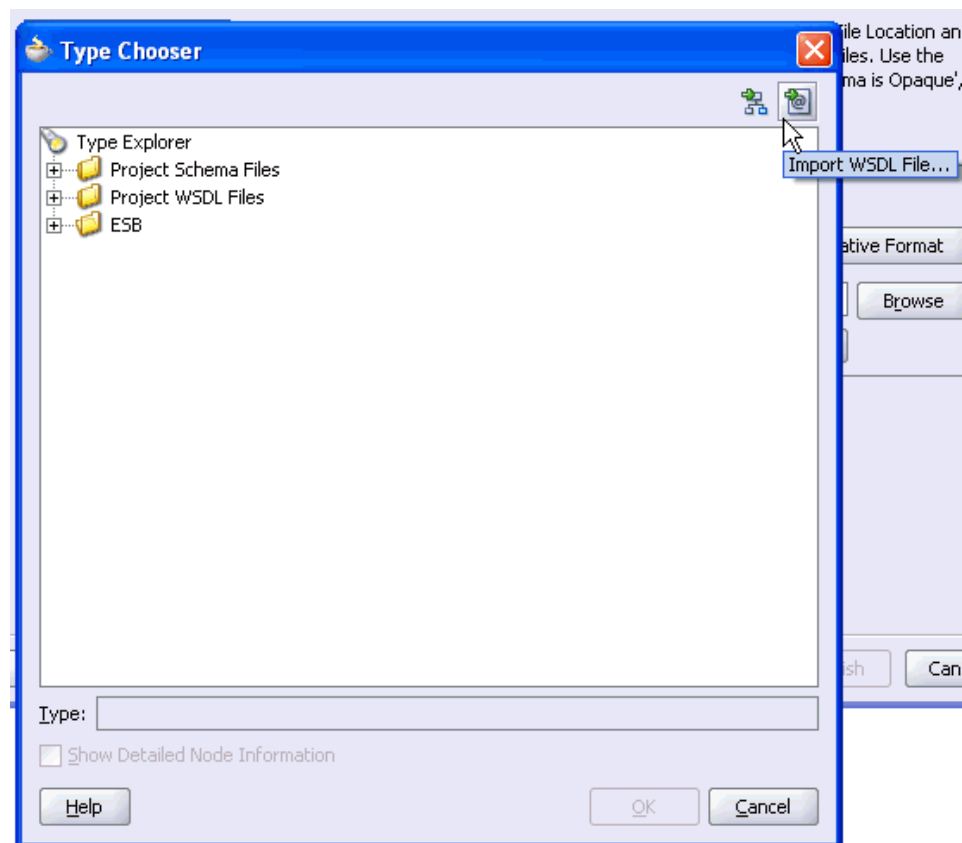 Type Chooser
File Location an
iles. Use the
ma is Opaque',
Type Explorer
Import WSDL File...
Project Schema Files
Project WSDL Files
ESB
ative Format
Browse
ish
Can
Type:
Show Detailed Node Information
Help
OK
Cancel